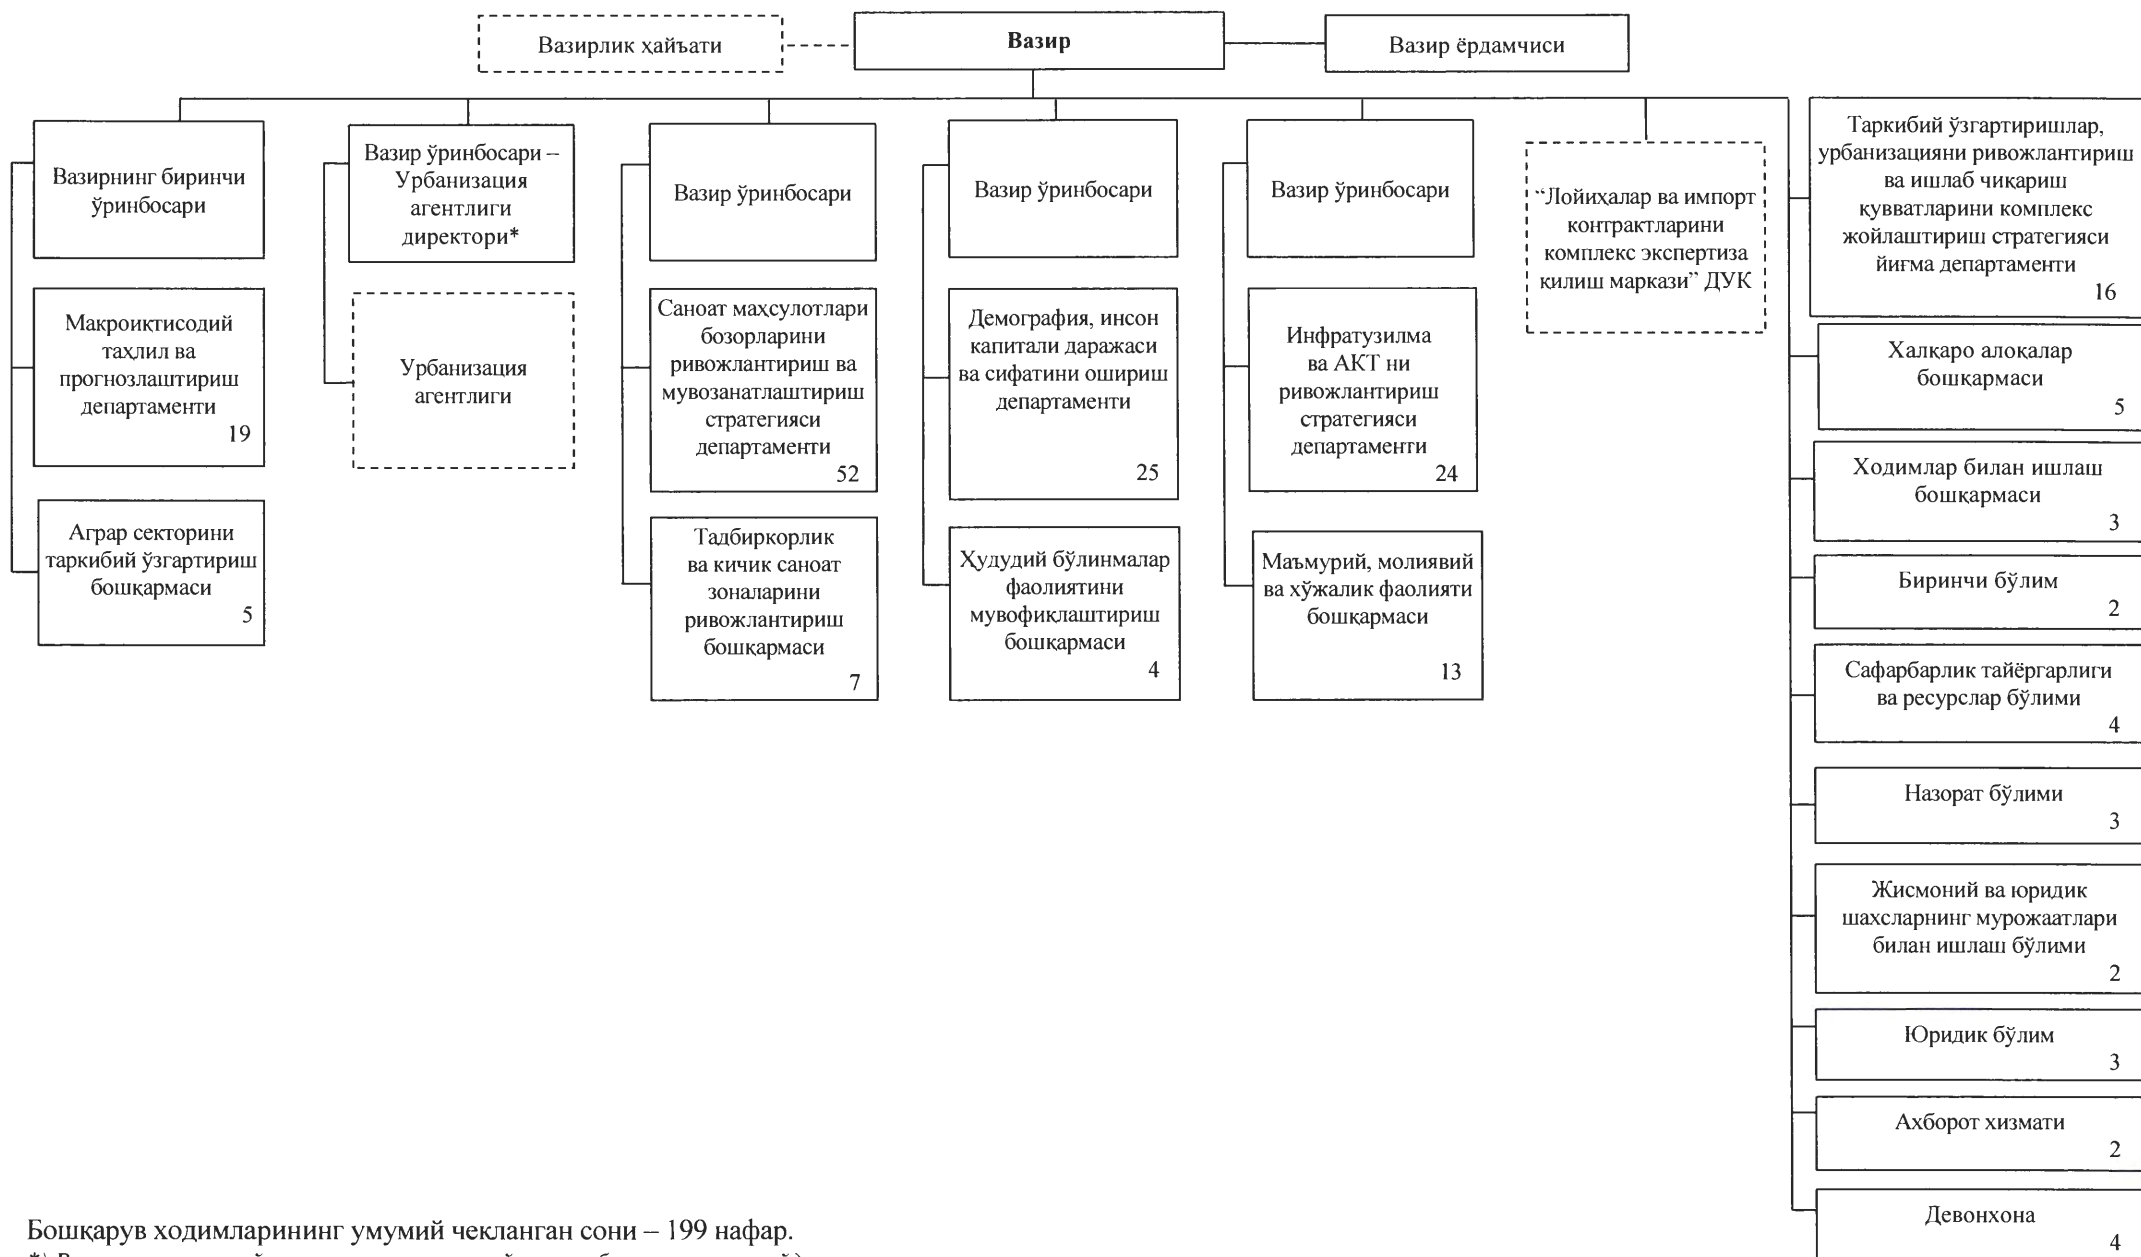 Вазирлик ҳайъати
Вазир
Вазир ёрдамчиси
Вазирнинг биринчи
ўринбосари
Макроиқтисодий
таҳлил ва
прогнозлаштириш
департаменти
19
Аграр секторини
таркибий ўзгартириш
бошқармаси
5
Вазир ўринбосари –
Урбанизация
агентлиги
директори*
Урбанизация
агентлиги
Вазир ўринбосари
Саноат маҳсулотлари
бозорларини
ривожлантириш ва
мувозанатлаштириш
стратегияси
департаменти
52
Тадбиркорлик
ва кичик саноат
зоналарини
ривожлантириш
бошқармаси
7
Вазир ўринбосари
Демография, инсон
капитали даражаси
ва сифатини ошириш
департаменти
25
Ҳудудий бўлинмалар
фаолиятини
мувофиқлаштириш
бошқармаси
4
Вазир ўринбосари
Инфратузилма
ва АКТ ни
ривожлантириш
стратегияси
департаменти
24
Маъмурий, молиявий
ва хўжалик фаолияти
бошқармаси
13
“Лойиҳалар ва импорт
контрактларини
комплекс экспертиза
қилиш маркази” ДУК
Таркибий ўзгартиришлар,
урбанизацияни ривожлантириш
ва ишлаб чиқариш
қувватларини комплекс
жойлаштириш стратегияси
йиғма департаменти
16
Халқаро алоқалар
бошқармаси
5
Ходимлар билан ишлаш
бошқармаси
3
Биринчи бўлим
2
Сафарбарлик тайёргарлиги
ва ресурслар бўлими
4
Назорат бўлими
3
Жисмоний ва юридик
шахсларнинг мурожаатлари
билан ишлаш бўлими
2
Юридик бўлим
3
Ахборот хизмати
2
Девонхона
4
Бошқарув ходимларининг умумий чекланган сони – 199 нафар.